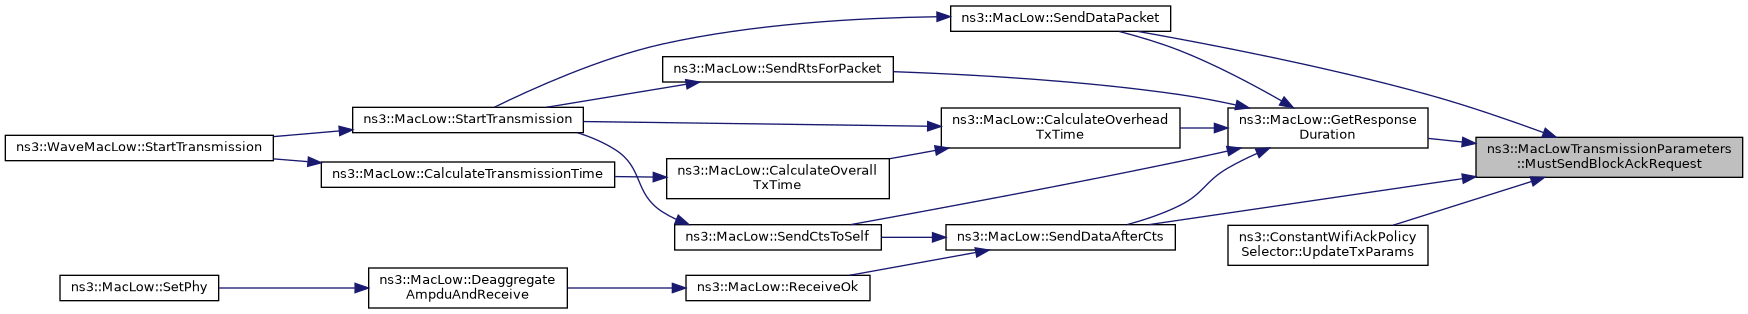 ns3::MacLow::SendDataPacket
ns3::MacLow::SendRtsForPacket
ns3::MacLow::StartTransmission
ns3::MacLow::CalculateOverhead
TxTime
ns3::MacLow::GetResponse
Duration
ns3::WaveMacLow::StartTransmission
ns3::MacLowTransmissionParameters
::MustSendBlockAckRequest
ns3::MacLow::CalculateTransmissionTime
ns3::MacLow::CalculateOverall
TxTime
ns3::MacLow::SendCtsToSelf
ns3::MacLow::SendDataAfterCts
ns3::ConstantWifiAckPolicy
Selector::UpdateTxParams
ns3::MacLow::SetPhy
ns3::MacLow::Deaggregate
AmpduAndReceive
ns3::MacLow::ReceiveOk